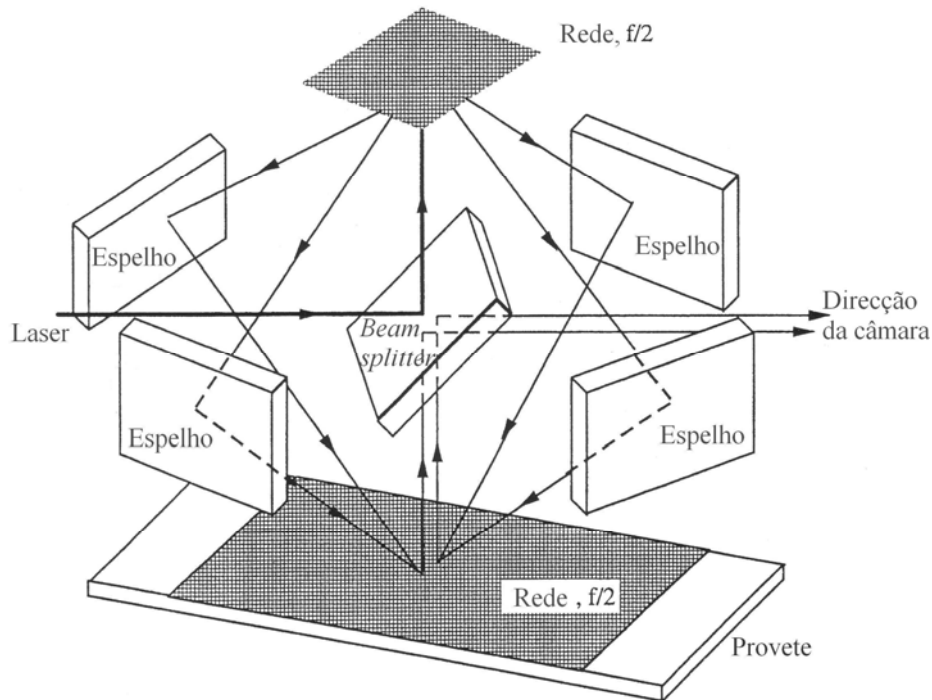 Rede, f/2
Espelho
Espelho
Laser
Beam
splitter
Direcção
da câmara
Espelho
Espelho
Rede , f/2
Provete